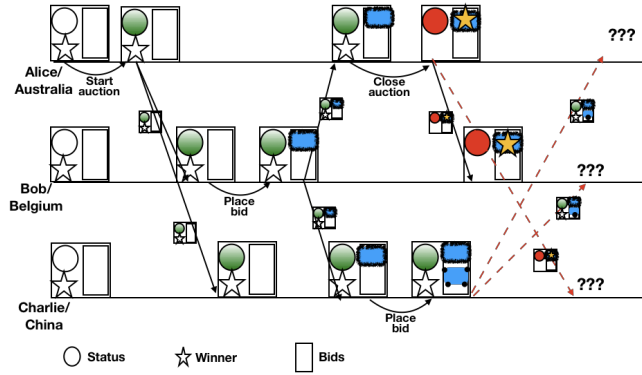 ???
Alice/
Australia
Start
auction
Close
auction
???
Bob/
Belgium
Place
bid
???
Charlie/
China
Place
bid
Status
Winner
Bids